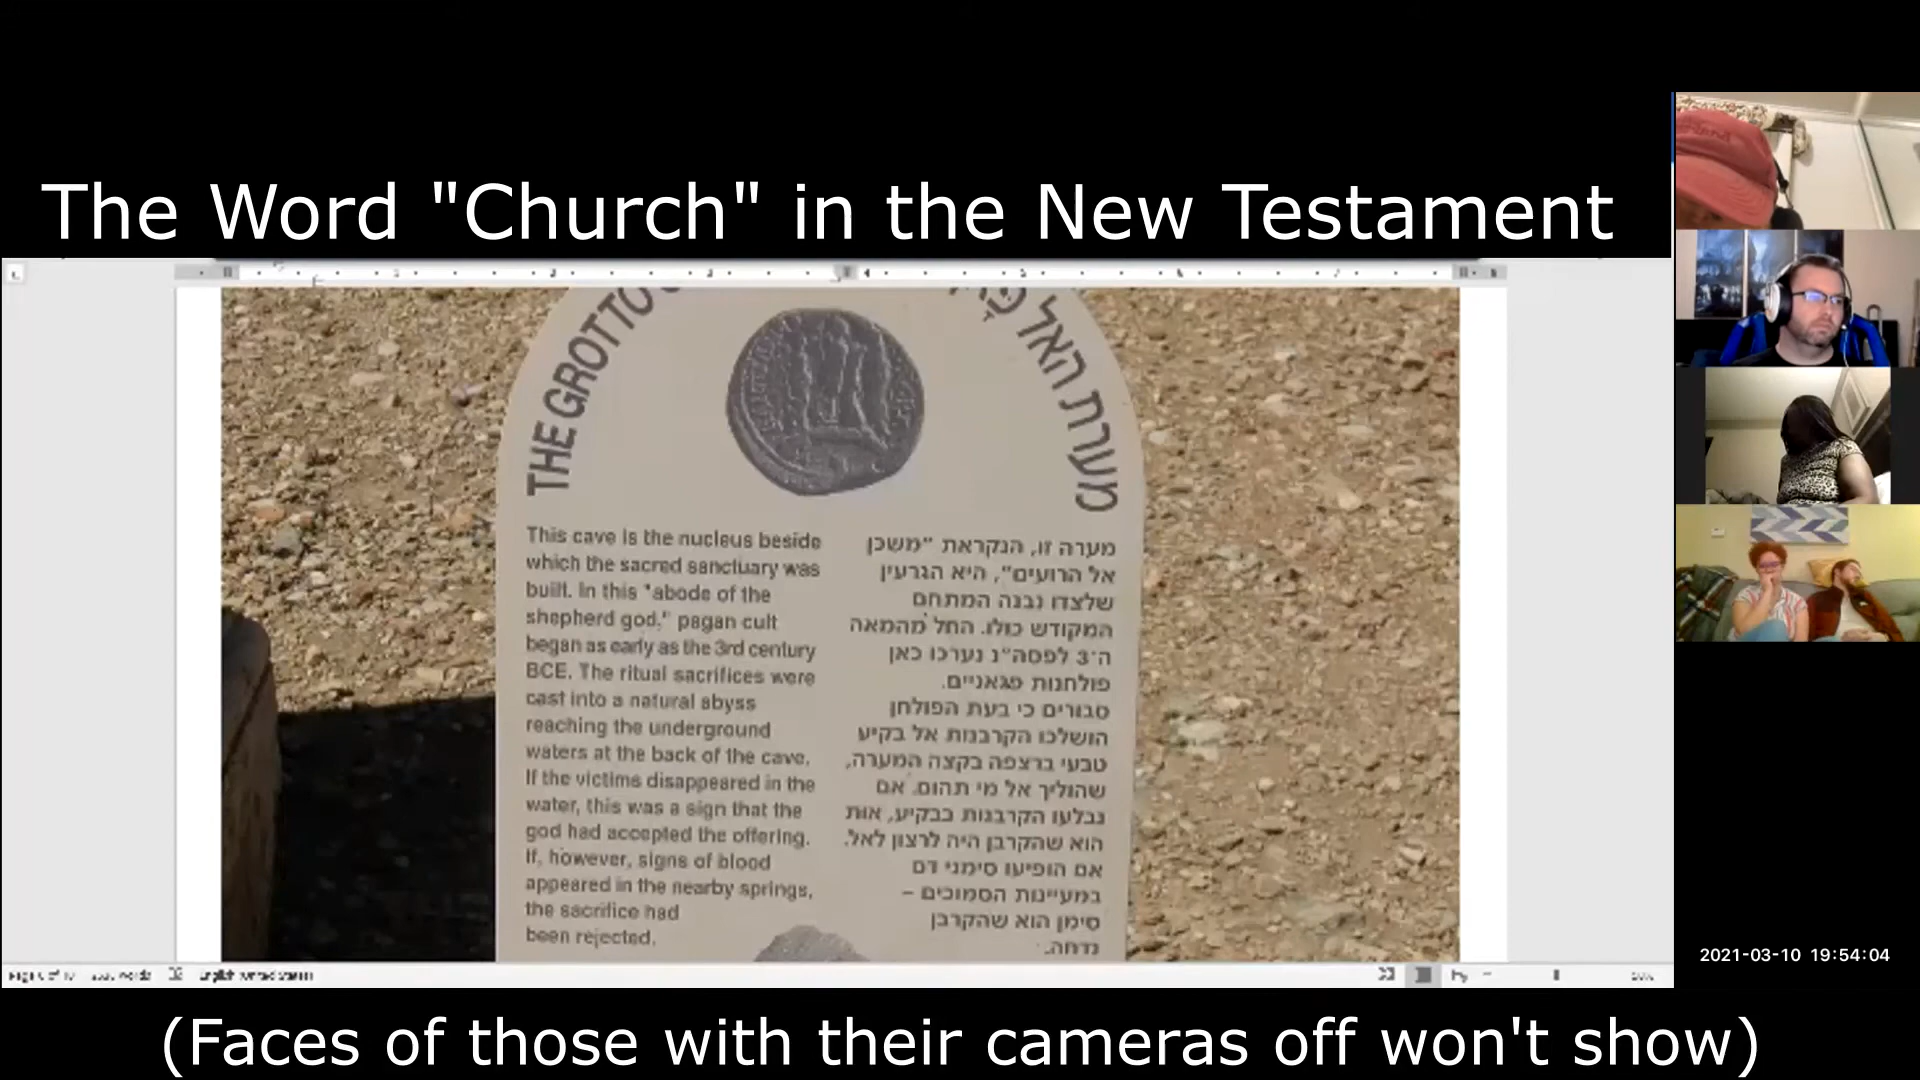 The Word "Church" in the New Testament
THE GROTTO
מערת האל פן
This cave is the nucleus beside
which the sacred sanctuary was
built. In this "abode of the
shepherd god," pagan cult
began as early as the 3rd century
BCE. The ritual sacrifices were
cast into a natural abyss
reaching the underground
waters at the back of the cave.
If the victims disappeared in the
water, this was a sign that the
god had accepted the offering.
If, however, signs of blood
appeared in the nearby springs,
the sacrifice had
been rejected.
מערה זו, הנקראת "משכן
אל הרועים", היא הגרעין
שלצדו נבנה המתחם
המקודש כולו. החל מהמאה
ה־3 לפסה"נ נערכו כאן
פולחנות פגאניים.
סבורים כי בעת הפולחן
הושלכו הקרבנות אל בקיע
טבעי ברצפה בקצה המערה,
שהוליך אל מי תהום. אם
נבלעו הקרבנות בבקיע, אות
הוא שהקרבן היה לרצון לאל.
אם הופיעו סימני דם
במעיינות הסמוכים –
סימן הוא שהקרבן
נדחה.
English (United States)
2021-03-10 19:54:04
(Faces of those with their cameras off won't show)